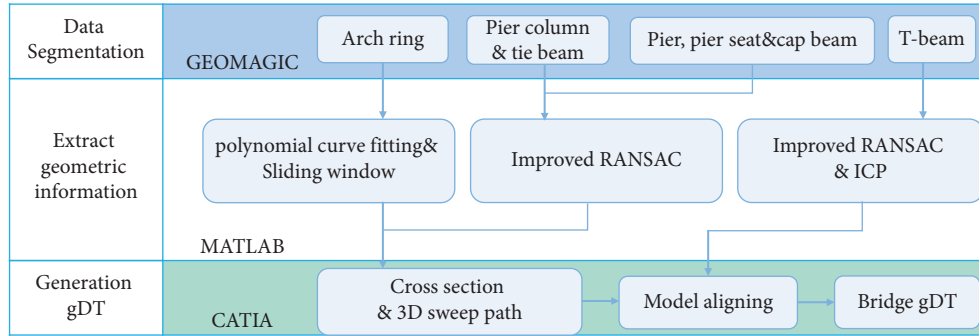 Data
Segmentation
GEOMAGIC
Arch ring
Pier column
& tie beam
Pier, pier seat&cap beam
T-beam
Extract
geometric
information
MATLAB
polynomial curve fitting&
Sliding window
Improved RANSAC
Improved RANSAC
& ICP
Generation
gDT
CATIA
Cross section
& 3D sweep path
Model aligning
Bridge gDT